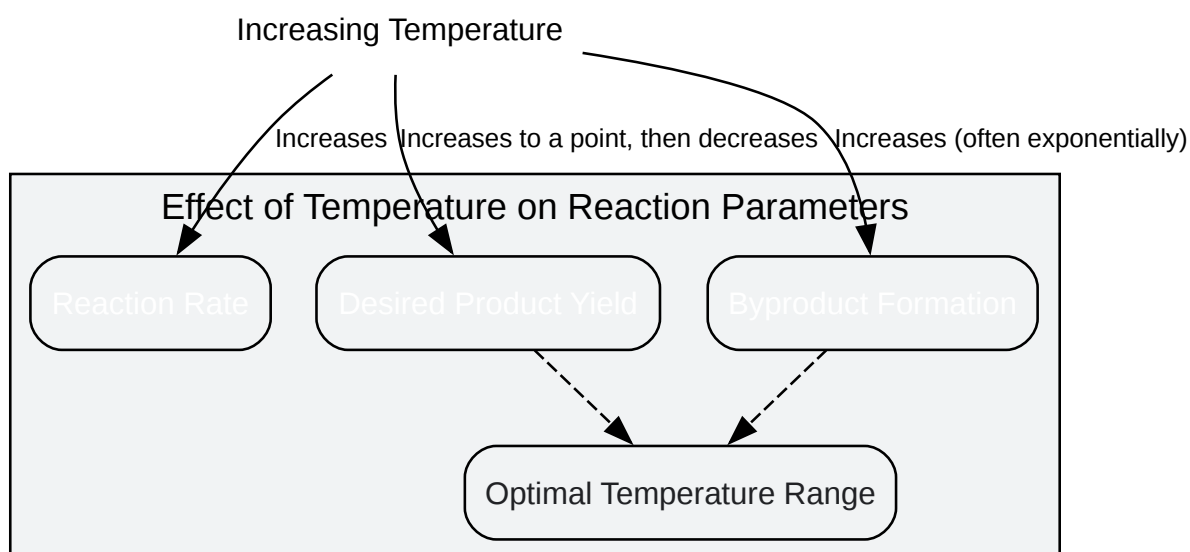 Increasing Temperature
Increases
Increases to a point, then decreases
Increases (often exponentially)
Effect of Temperature on Reaction Parameters
Reaction Rate
Desired Product Yield
Byproduct Formation
Optimal Temperature Range